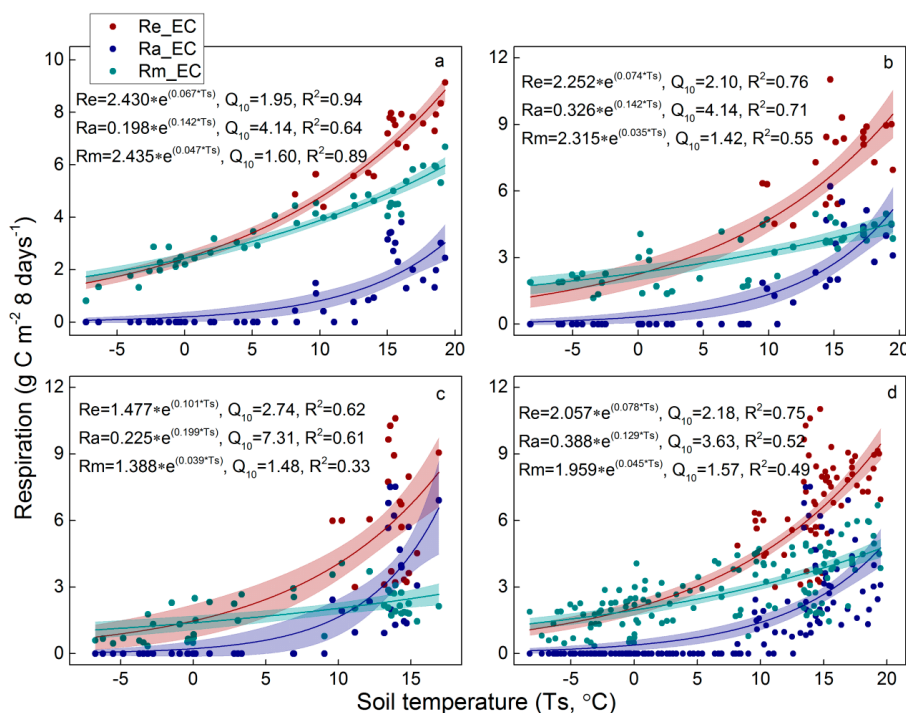 Re_EC
Ra_EC
Rm_EC
a
Re=2.430*e^(0.067*Ts), Q₁₀=1.95, R²=0.94
Ra=0.198*e^(0.142*Ts), Q₁₀=4.14, R²=0.64
Rm=2.435*e^(0.047*Ts), Q₁₀=1.60, R²=0.89
10
8
6
4
2
0
-5 0 5 10 15 20
b
Re=2.252*e^(0.074*Ts), Q₁₀=2.10, R²=0.76
Ra=0.326*e^(0.142*Ts), Q₁₀=4.14, R²=0.71
Rm=2.315*e^(0.035*Ts), Q₁₀=1.42, R²=0.55
12
9
6
3
0
-5 0 5 10 15 20
c
Re=1.477*e^(0.101*Ts), Q₁₀=2.74, R²=0.62
Ra=0.225*e^(0.199*Ts), Q₁₀=7.31, R²=0.61
Rm=1.388*e^(0.039*Ts), Q₁₀=1.48, R²=0.33
12
9
6
3
0
-5 0 5 10 15
d
Re=2.057*e^(0.078*Ts), Q₁₀=2.18, R²=0.75
Ra=0.388*e^(0.129*Ts), Q₁₀=3.63, R²=0.52
Rm=1.959*e^(0.045*Ts), Q₁₀=1.57, R²=0.49
12
9
6
3
0
-5 0 5 10 15 20
Respiration (g C m⁻² 8 days⁻¹)
Soil temperature (Ts, °C)